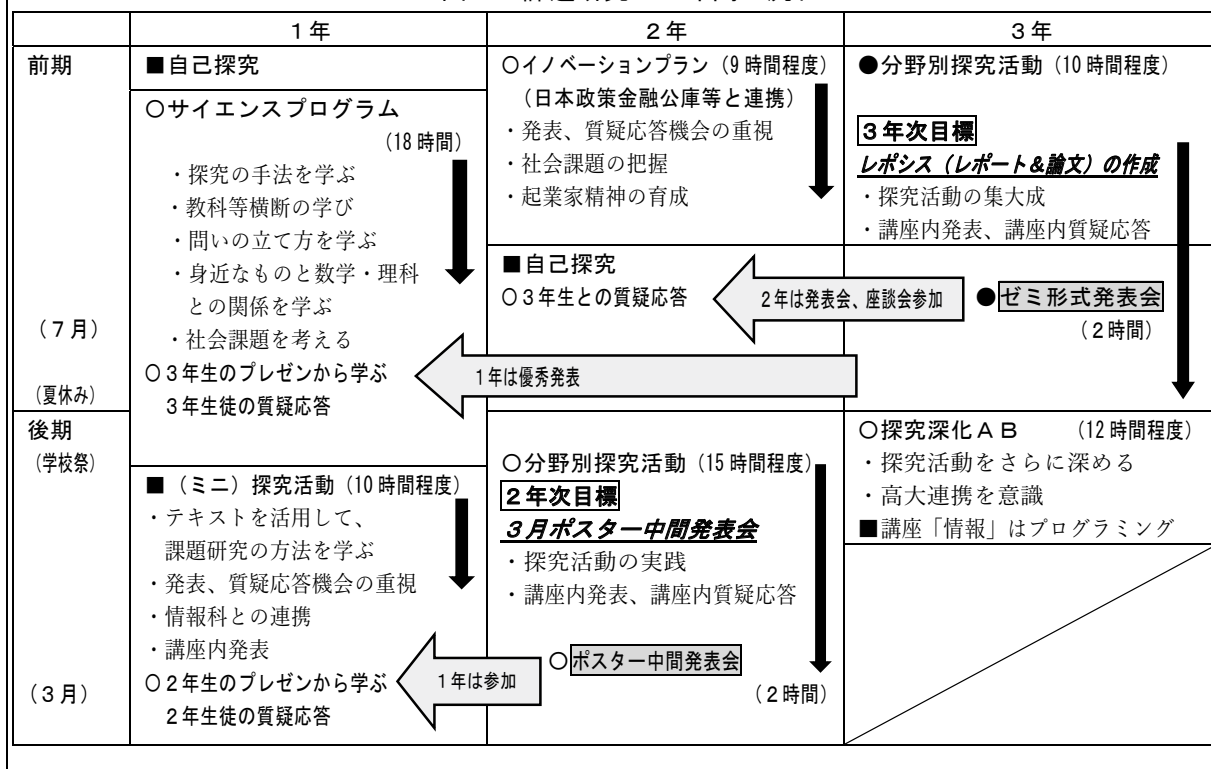 1年
2年
3年
前期
(7月)
(夏休み)
■自己探究
○サイエンスプログラム
(18時間)
・探究の手法を学ぶ
・教科等横断の学び
・問いの立て方を学ぶ
・身近なものと数学・理科
との関係を学ぶ
・社会課題を考える
○3年生のプレゼンから学ぶ
3年生徒の質疑応答
○イノベーションプラン(9時間程度)
(日本政策金融公庫等と連携)
・発表、質疑応答機会の重視
・社会課題の把握
・起業家精神の育成
■自己探究
○3年生との質疑応答
2年は発表会、座談会参加
1年は優秀発表
●分野別探究活動(10時間程度)
3年次目標
レポシス(レポート&論文)の作成
・探究活動の集大成
・講座内発表、講座内質疑応答
●ゼミ形式発表会
(2時間)
後期
(学校祭)
(3月)
■(ミニ)探究活動(10時間程度)
・テキストを活用して、
課題研究の方法を学ぶ
・発表、質疑応答機会の重視
・情報科との連携
・講座内発表
○2年生のプレゼンから学ぶ
2年生徒の質疑応答
○分野別探究活動(15時間程度)
2年次目標
3月ポスター中間発表会
・探究活動の実践
・講座内発表、講座内質疑応答
○ポスター中間発表会
(2時間)
1年は参加
○探究深化AB (12時間程度)
・探究活動をさらに深める
・高大連携を意識
■講座「情報」はプログラミング